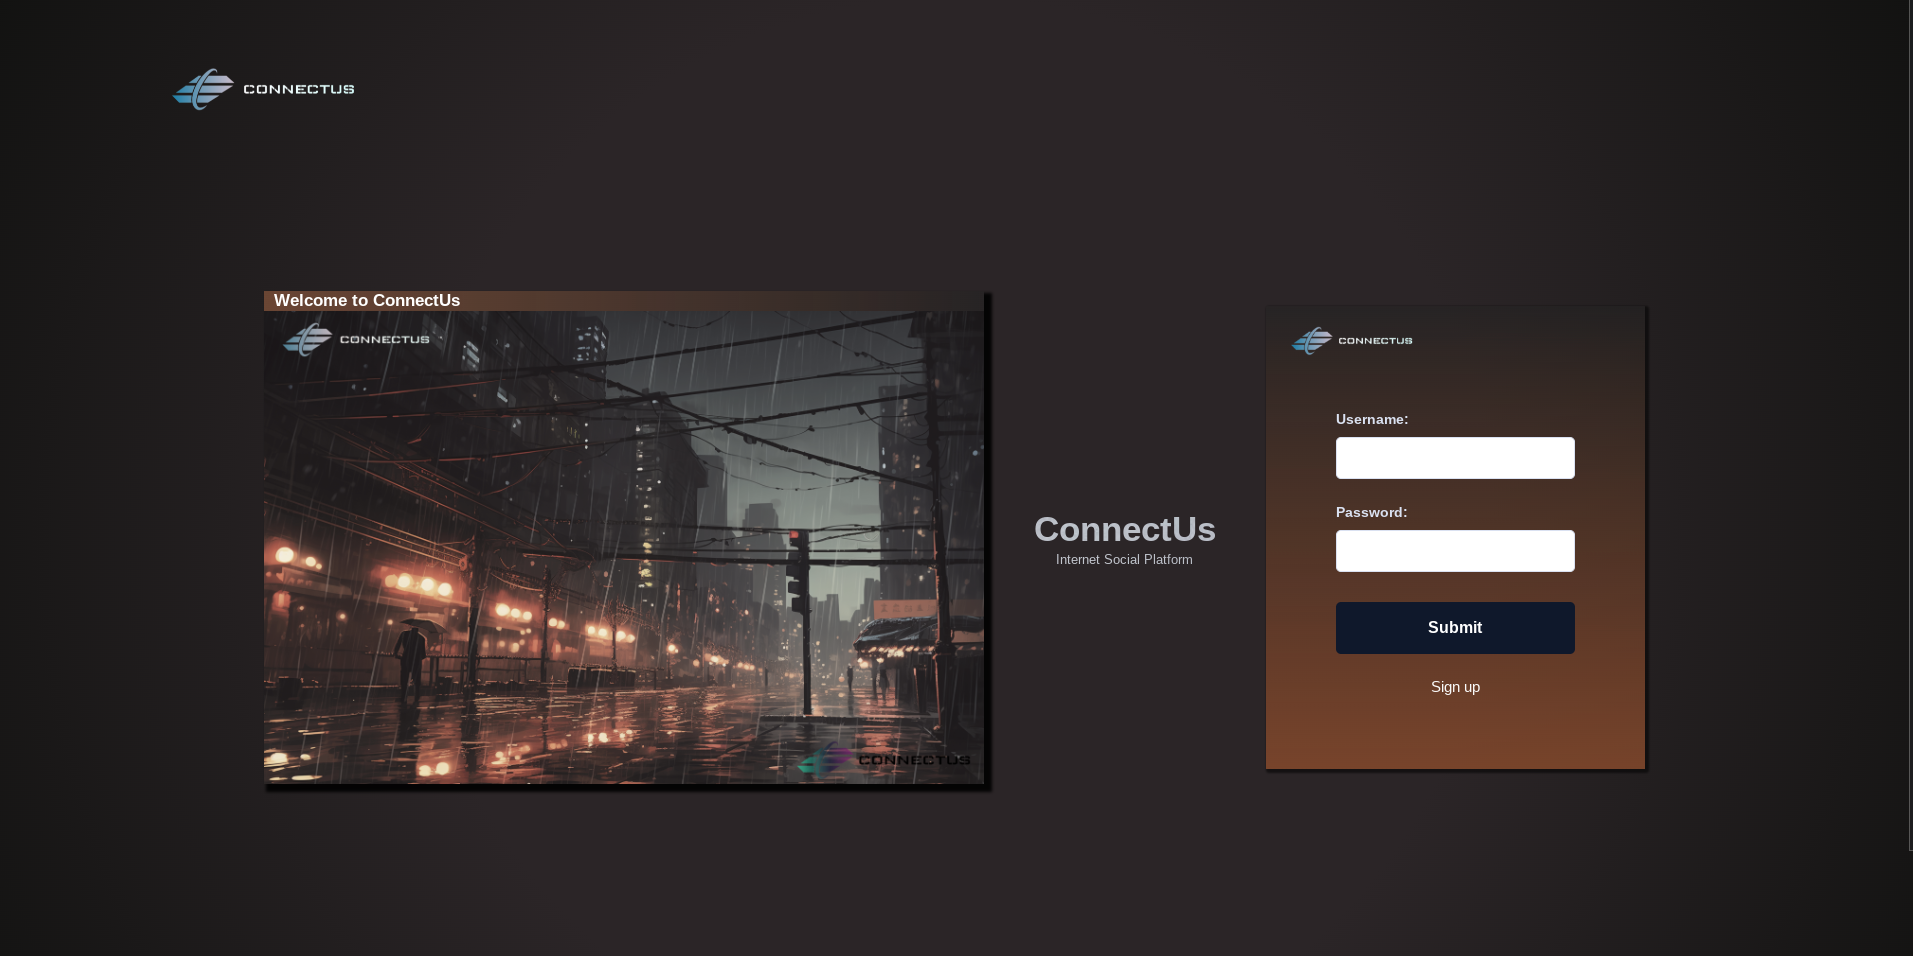 CONNECTUS
Welcome to ConnectUs
CONNECTUS
CONNECTUS
ConnectUs
Internet Social Platform
CONNECTUS
Username:
Password:
Submit
Sign up